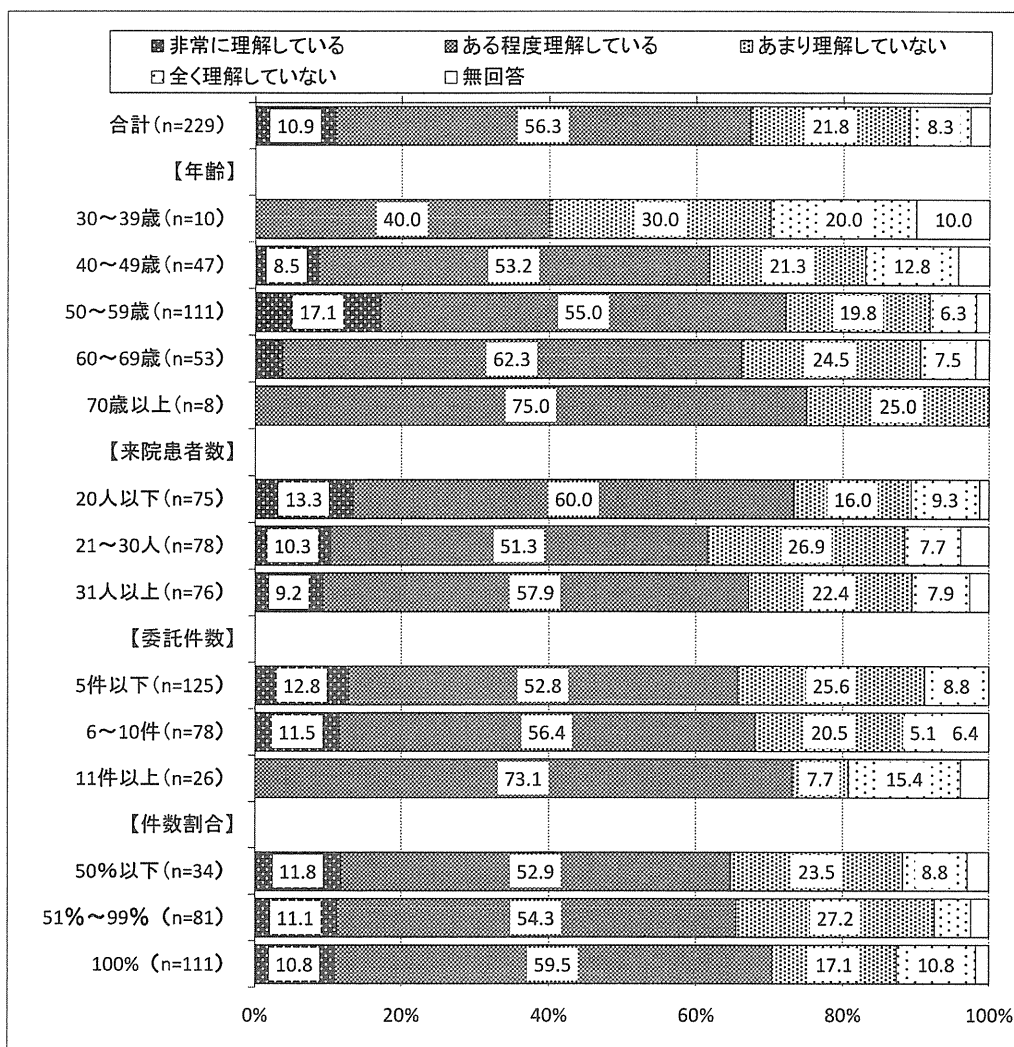 非常に理解している ある程度理解している あまり理解していない
全く理解していない 無回答
合計(n=229) 10.9 56.3 21.8 8.3
【年齢】
30～39歳(n=10) 40.0 30.0 20.0 10.0
40～49歳(n=47) 8.5 53.2 21.3 12.8
50～59歳(n=111) 17.1 55.0 19.8 6.3
60～69歳(n=53) 62.3 24.5 7.5
70歳以上(n=8) 75.0 25.0
【来院患者数】
20人以下(n=75) 13.3 60.0 16.0 9.3
21～30人(n=78) 10.3 51.3 26.9 7.7
31人以上(n=76) 9.2 57.9 22.4 7.9
【委託件数】
5件以下(n=125) 12.8 52.8 25.6 8.8
6～10件(n=78) 11.5 56.4 20.5 5.1 6.4
11件以上(n=26) 73.1 7.7 15.4
【件数割合】
50%以下(n=34) 11.8 52.9 23.5 8.8
51%～99% (n=81) 11.1 54.3 27.2
100% (n=111) 10.8 59.5 17.1 10.8
0% 20% 40% 60% 80% 100%